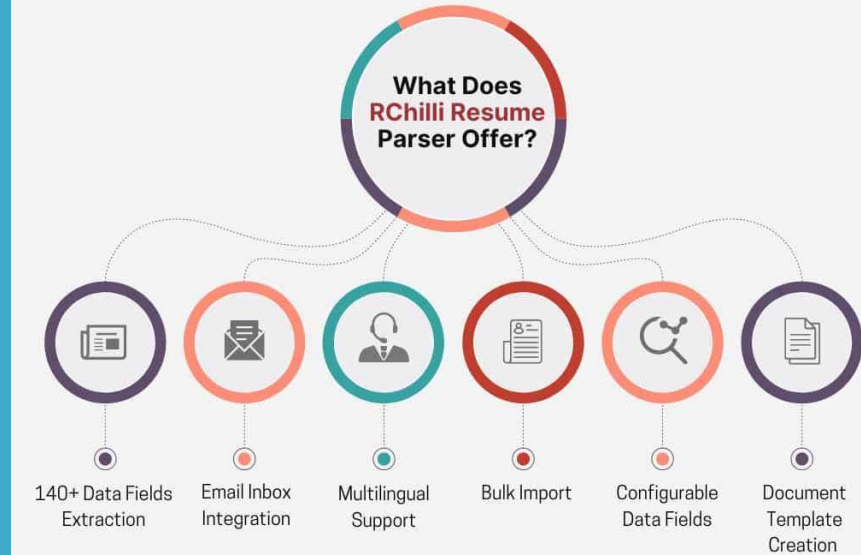 What Does
RChilli Resume
Parser Offer?
140+ Data Fields
Extraction
Email Inbox
Integration
Multilingual
Support
Bulk Import
Configurable
Data Fields
Document
Template
Creation